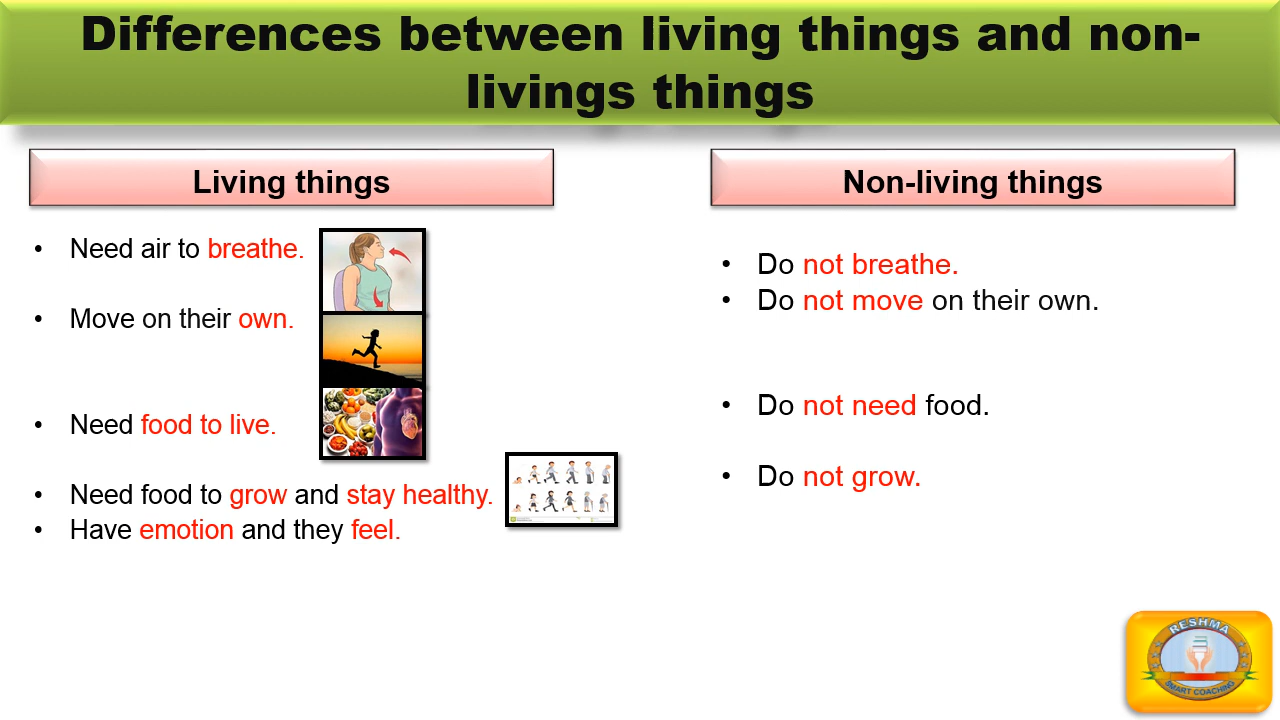 Differences between living things and non-
livings things
Living things
• Need air to breathe.
• Move on their own.
• Need food to live.
• Need food to grow and stay healthy.
• Have emotion and they feel.
Non-living things
• Do not breathe.
• Do not move on their own.
• Do not need food.
• Do not grow.
RESHMA
SMART COACHING